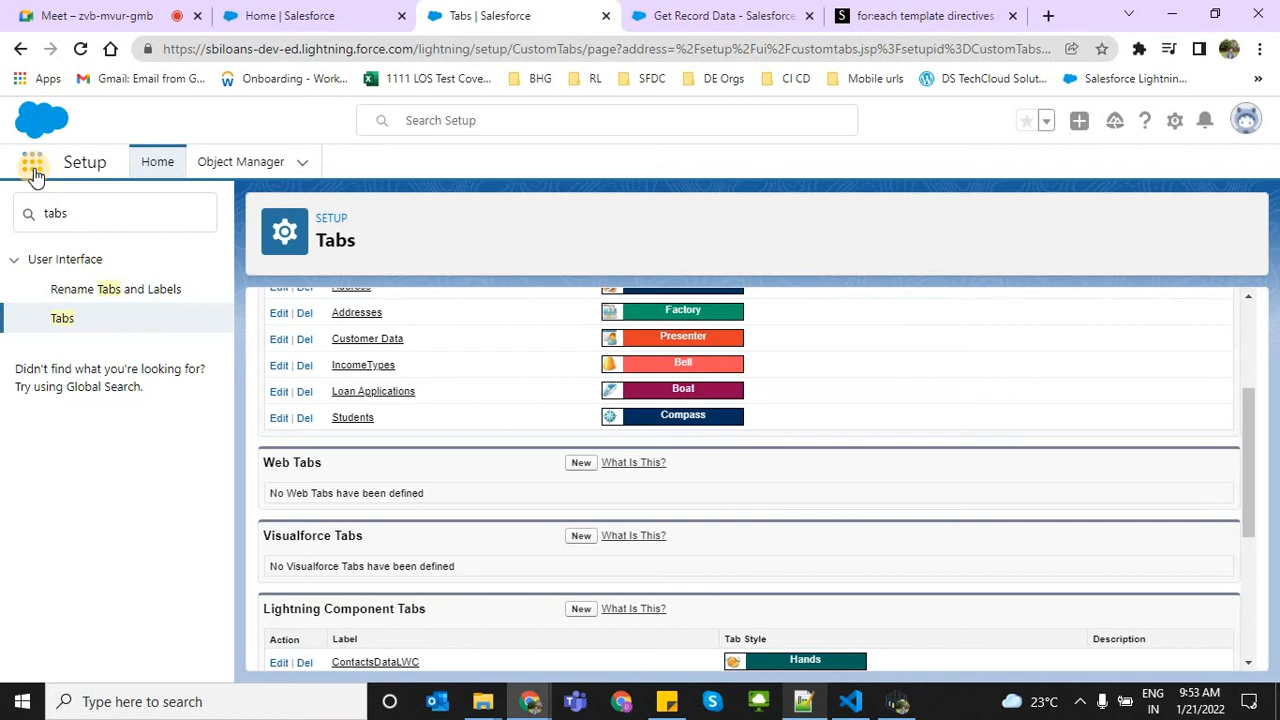 Meet – zvb-mvur-gmb
Home | Salesforce
Tabs | Salesforce
Get Record Data - Salesforce
for:each template directives
https://sbiloans-dev-ed.lightning.force.com/lightning/setup/CustomTabs/page?address=%2Fsetup%2Fui%2Fcustomtabs.jsp%3Fsetupid%3DCustomTabs...
Apps
Gmail: Email from G...
Onboarding - Work...
1111 LOS Test Cove...
BHG
RL
SFDC
DE Orgs
CI CD
Mobile urls
DS TechCloud Solut...
Salesforce Lightnin...
Search Setup
Setup
Home
Object Manager
tabs
User Interface
Rename Tabs and Labels
Tabs
Didn't find what you're looking for?
Try using Global Search.
SETUP
Tabs
Edit | Del Address
Edit | Del Addresses Factory
Edit | Del Customer Data Presenter
Edit | Del IncomeTypes Bell
Edit | Del Loan Applications Boat
Edit | Del Students Compass
Web Tabs New What Is This?
No Web Tabs have been defined
Visualforce Tabs New What Is This?
No Visualforce Tabs have been defined
Lightning Component Tabs New What Is This?
Action Label Tab Style Description
Edit | Del ContactsDataLWC Hands
Type here to search
23°C
ENG
IN
9:53 AM
1/21/2022